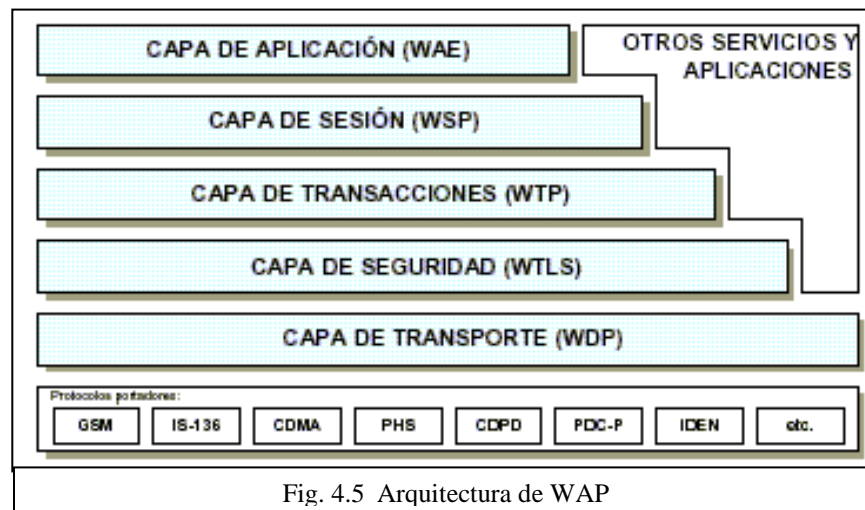 CAPA DE APLICACIÓN (WAE)
OTROS SERVICIOS Y
APLICACIONES
CAPA DE SESIÓN (WSP)
CAPA DE TRANSACCIONES (WTP)
CAPA DE SEGURIDAD (WTLS)
CAPA DE TRANSPORTE (WDP)
Protocolos portadores:
GSM IS-136 CDMA PHS CDPD PDC-P IDEN etc.
Fig. 4.5 Arquitectura de WAP